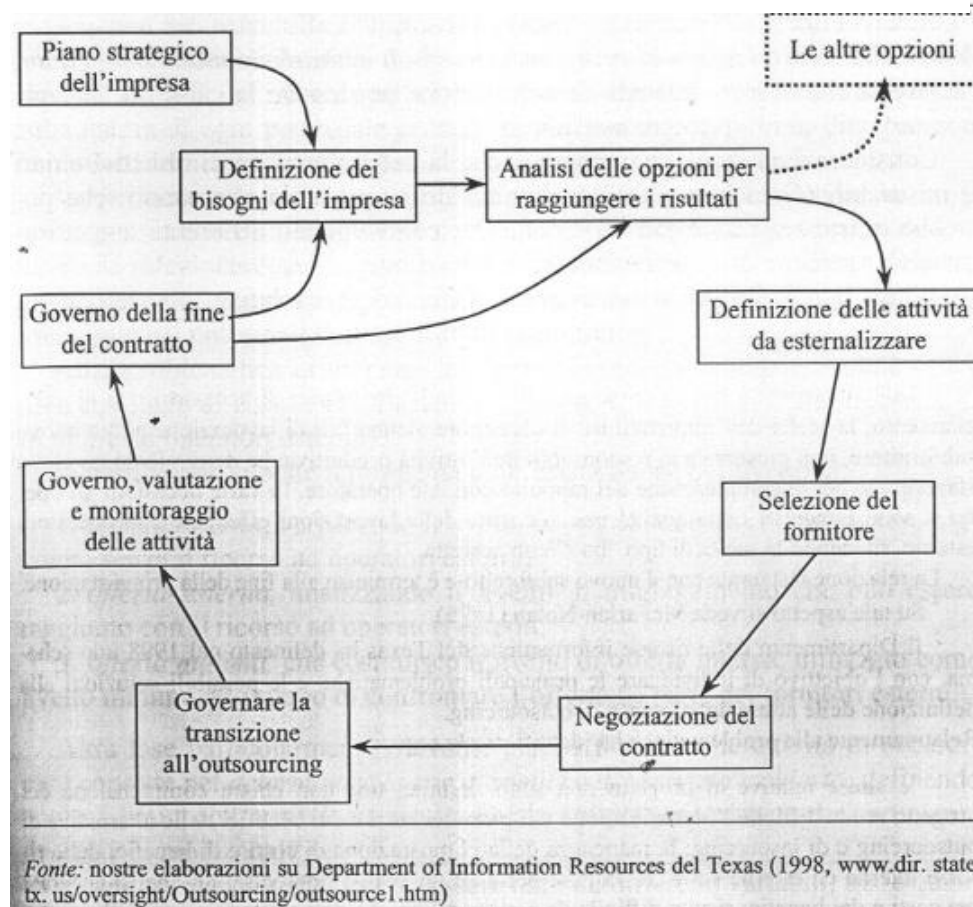 Piano strategico
dell'impresa
Le altre opzioni
Definizione dei
bisogni dell'impresa
Analisi delle opzioni per
raggiungere i risultati
Governo della fine
del contratto
Definizione delle attività
da esternalizzare
Governo, valutazione
e monitoraggio
delle attività
Selezione del
fornitore
Governare la
transizione
all'outsourcing
Negoziazione del
contratto
Fonte: nostre elaborazioni su Department of Information Resources del Texas (1998, www.dir. state
tx. us/oversight/Outsourcing/outsource1.htm)